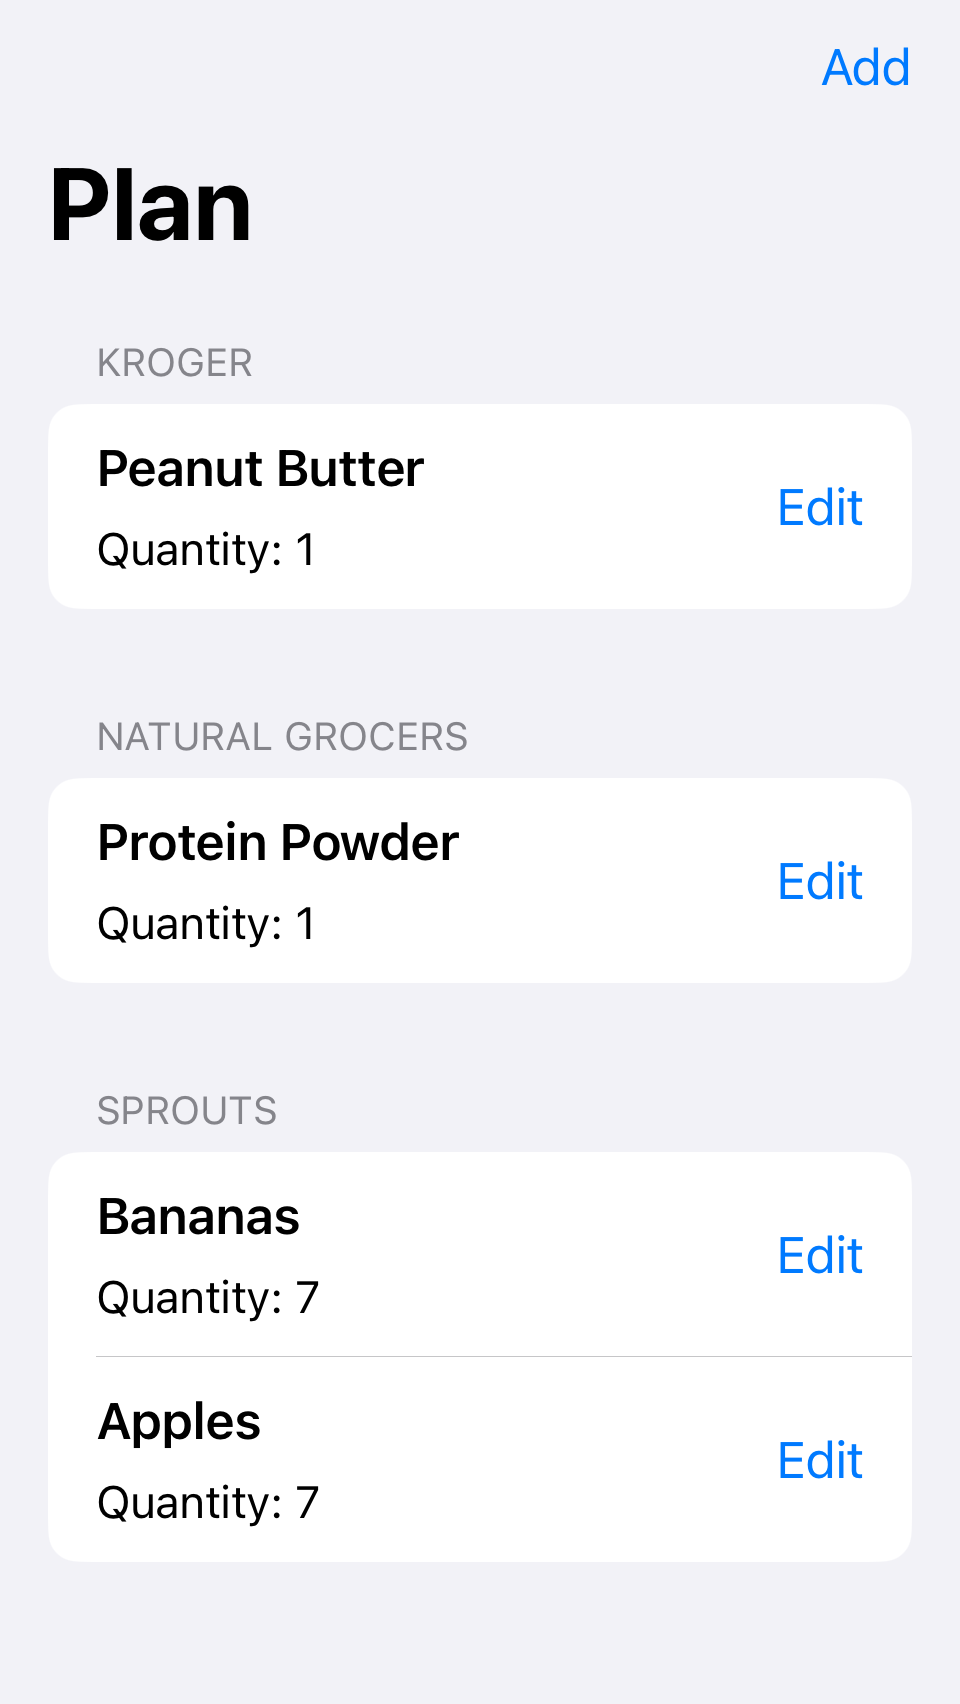 Add
Plan
KROGER
Peanut Butter
Edit
Quantity: 1
NATURAL GROCERS
Protein Powder
Edit
Quantity: 1
SPROUTS
Bananas
Edit
Quantity: 7
Apples
Edit
Quantity: 7